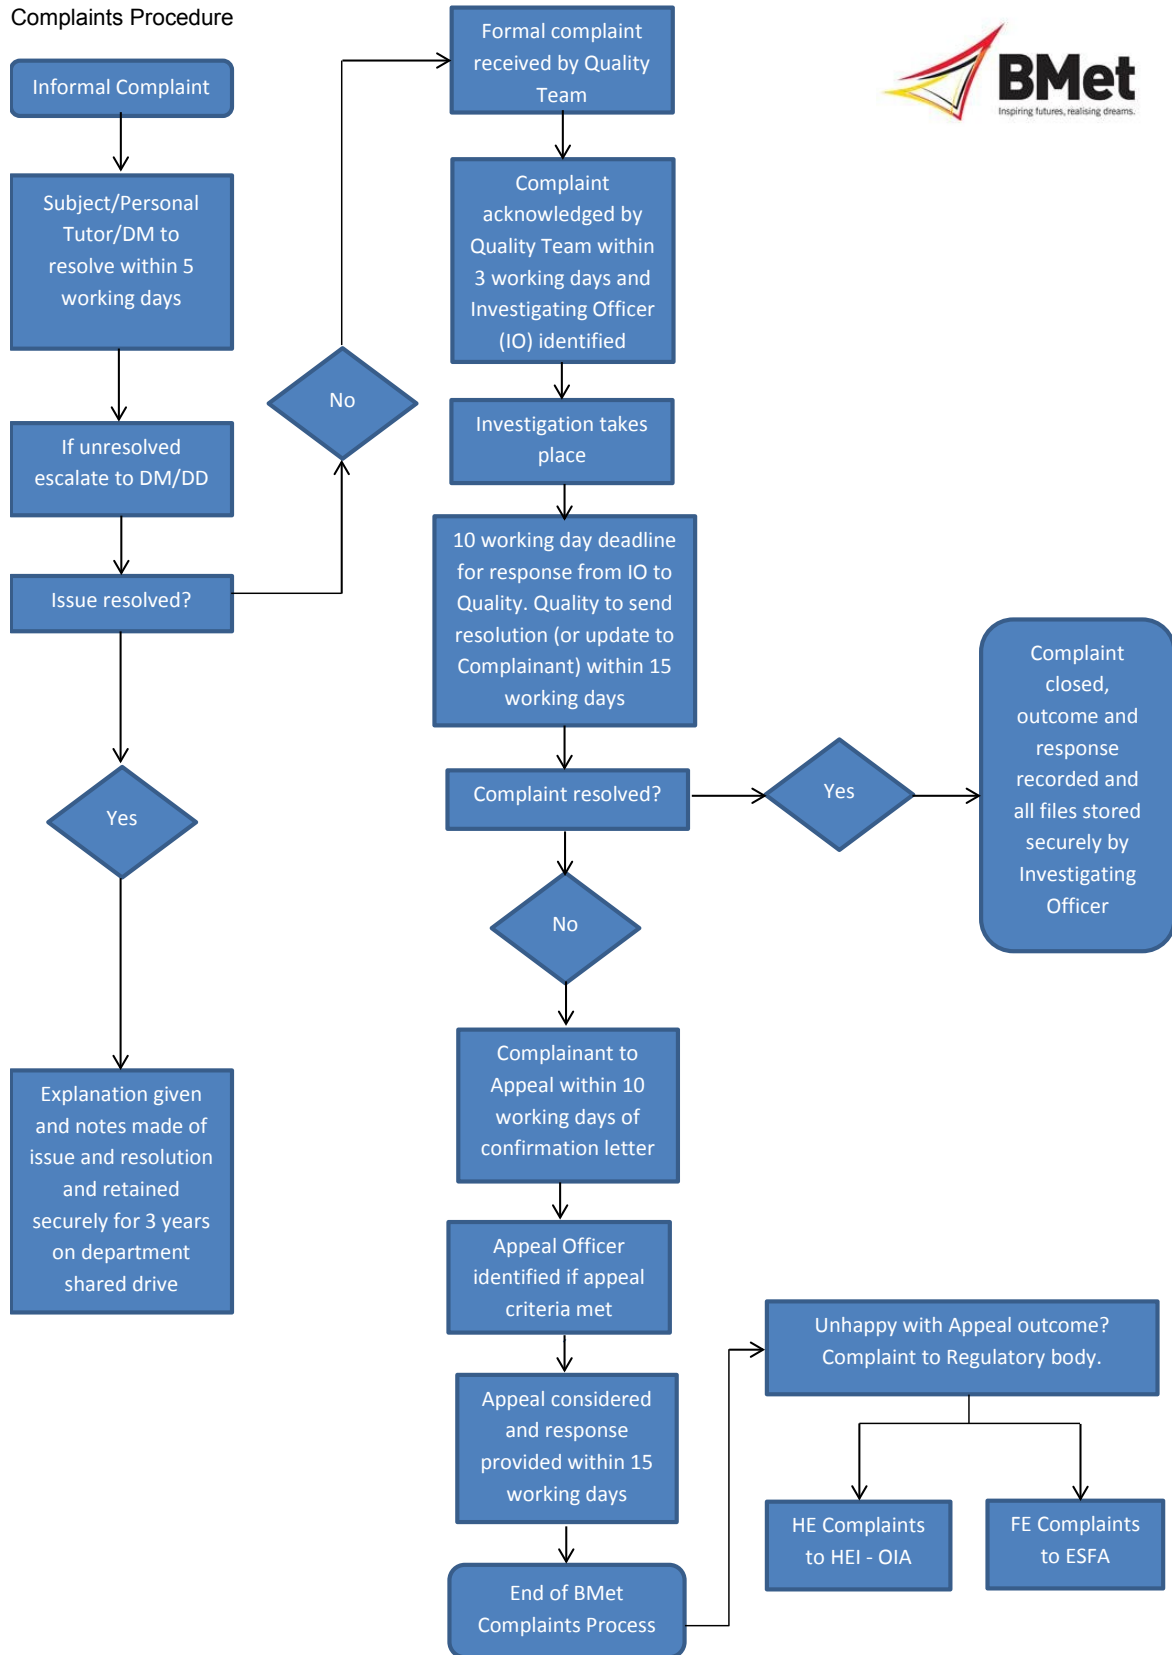 Complaints Procedure
Informal Complaint
Subject/Personal
Tutor/DM to
resolve within 5
working days
If unresolved
escalate to DM/DD
Issue resolved?
Yes
Explanation given
and notes made of
issue and resolution
and retained
securely for 3 years
on department
shared drive
No
Formal complaint
received by Quality
Team
Complaint
acknowledged by
Quality Team within
3 working days and
Investigating Officer
(IO) identified
Investigation takes
place
10 working day deadline
for response from IO to
Quality. Quality to send
resolution (or update to
Complainant) within 15
working days
Complaint resolved?
Yes
Complaint
closed,
outcome and
response
recorded and
all files stored
securely by
Investigating
Officer
No
Complainant to
Appeal within 10
working days of
confirmation letter
Appeal Officer
identified if appeal
criteria met
Appeal considered
and response
provided within 15
working days
End of BMet
Complaints Process
Unhappy with Appeal outcome?
Complaint to Regulatory body.
HE Complaints
to HEI - OIA
FE Complaints
to ESFA
BMet
Inspiring futures, realising dreams.